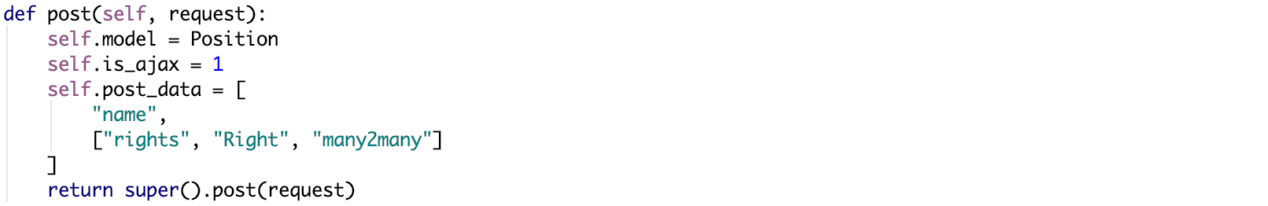 def post(self, request):
    self.model = Position
    self.is_ajax = 1
    self.post_data = [
        "name",
        ["rights", "Right", "many2many"]
    ]
    return super().post(request)